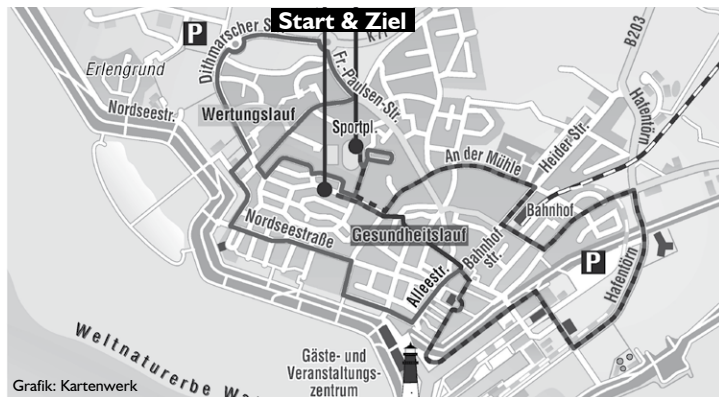 Start & Ziel
P
Dithmarscher S
K71
B203
Erlengrund
Fr.-Paulsen-Str.
Hafentörn
Nordseestr.
Wertungslauf
Sportpl.
An der Mühle
Heider-Str.
Nordseestraße
Gesundheitslauf
Bahnhof
Bahnhof
str.
P
Hafentörn
Alleestr.
Weltnaturerbe Wa
Gäste- und
Veranstaltungs-
zentrum
Grafik: Kartenwerk